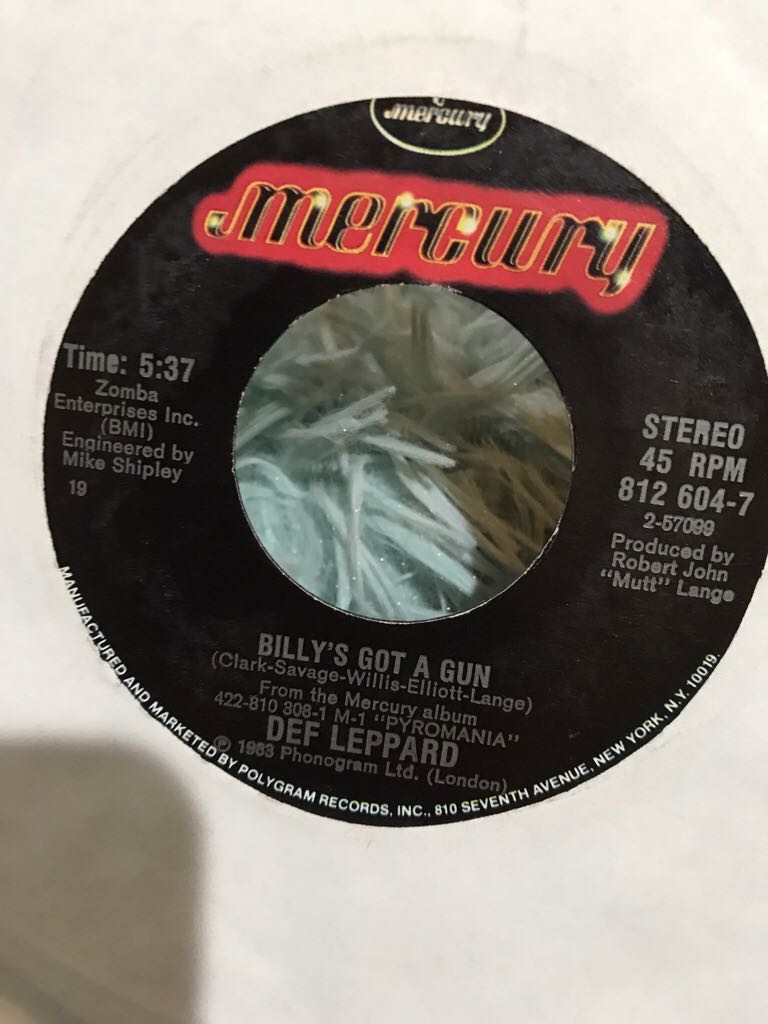 mercury
mercury
Time: 5:37
Zomba
Enterprises Inc.
(BMI)
Engineered by
Mike Shipley
19
STEREO
45 RPM
812 604-7
2-57099
Produced by
Robert John
"Mutt" Lange
BILLY'S GOT A GUN
(Clark-Savage-Willis-Elliott-Lange)
From the Mercury album
422-810 308-1 M-1 "PYROMANIA"
DEF LEPPARD
℗ 1983 Phonogram Ltd. (London)
MANUFACTURED AND MARKETED BY POLYGRAM RECORDS, INC., 810 SEVENTH AVENUE, NEW YORK, N.Y. 10019.